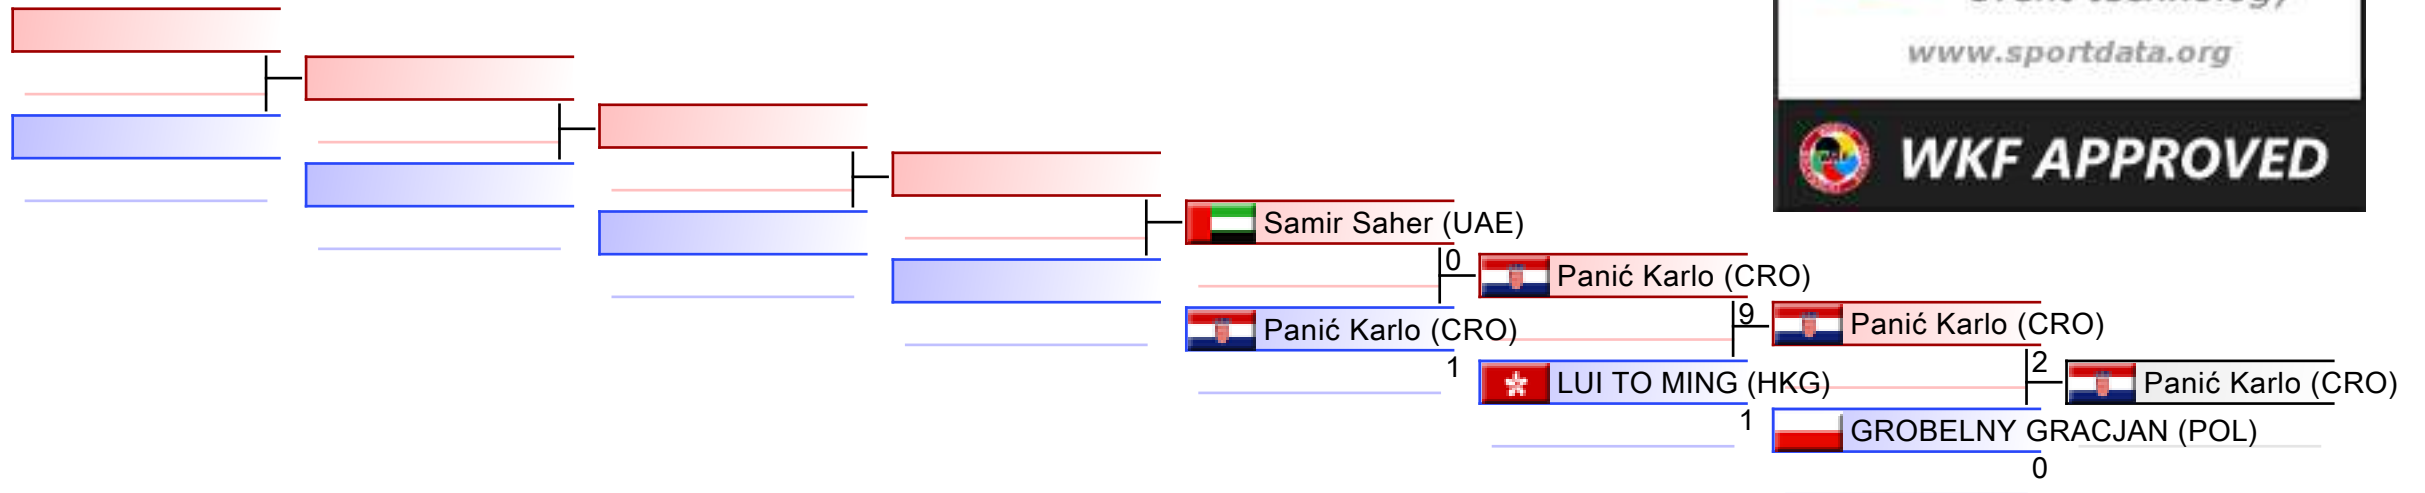 www.sportdata.org
WKF APPROVED
Samir Saher (UAE)
0
Panić Karlo (CRO)
9
Panić Karlo (CRO)
Panić Karlo (CRO)
1
2
LUI TO MING (HKG)
Panić Karlo (CRO)
1
GROBELNY GRACJAN (POL)
0